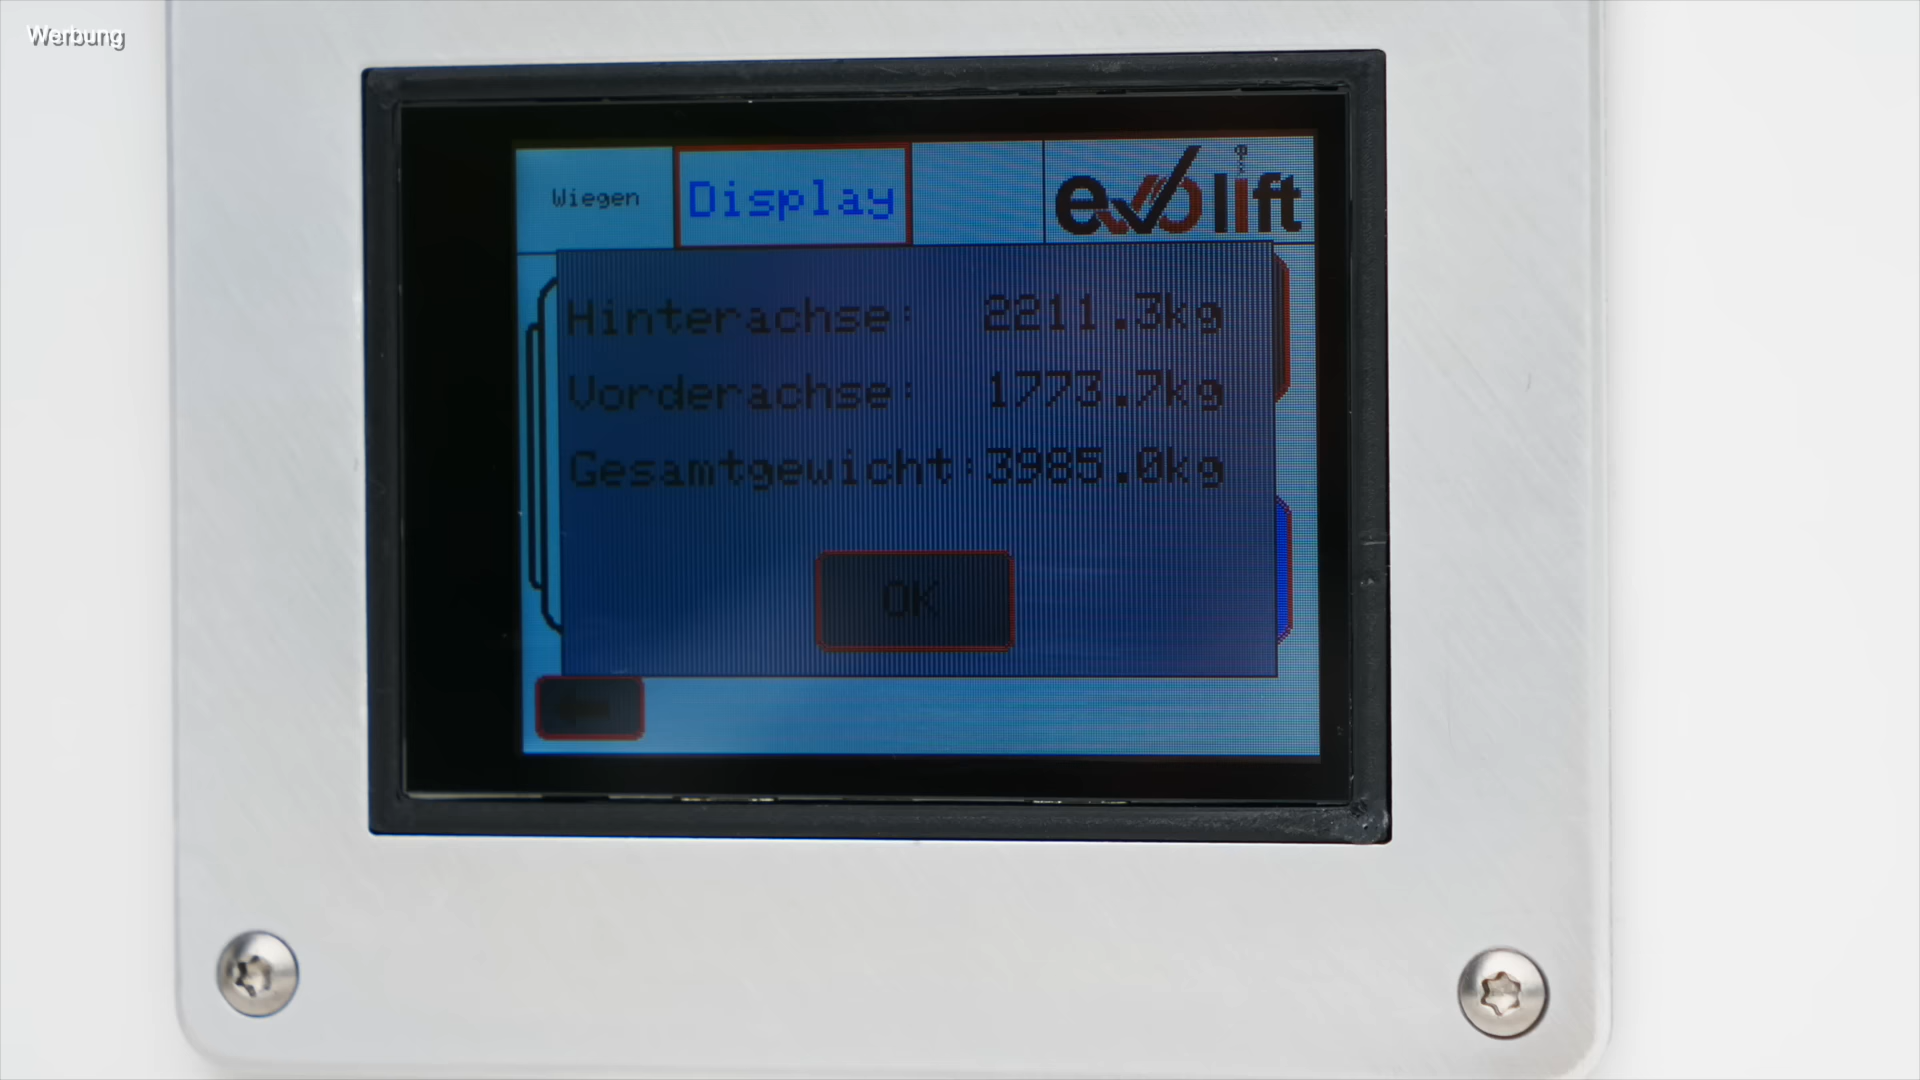 Werbung
Wiegen Display evolift
Hinterachse: 2211.3kg
Vorderachse: 1773.7kg
Gesamtgewicht:3985.0kg
OK